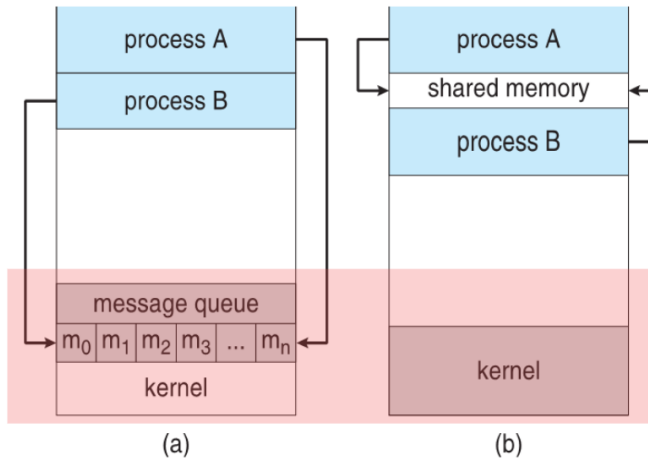 process A
process B
message queue
m0 m1 m2 m3 ... mn
kernel
(a)
process A
shared memory
process B
kernel
(b)